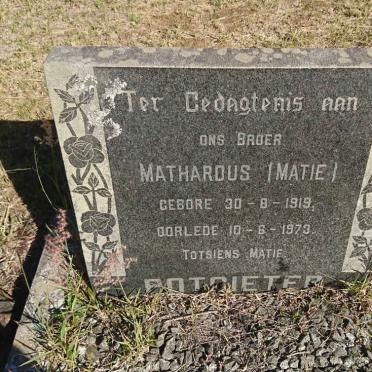 Ter Gedagtenis aan
ONS BROER
MATHARDUS (MATIE)
GEBORE 30-8-1919,
OORLEDE 10-6-1973.
TOTSIENS MATIE.
POTGIETER